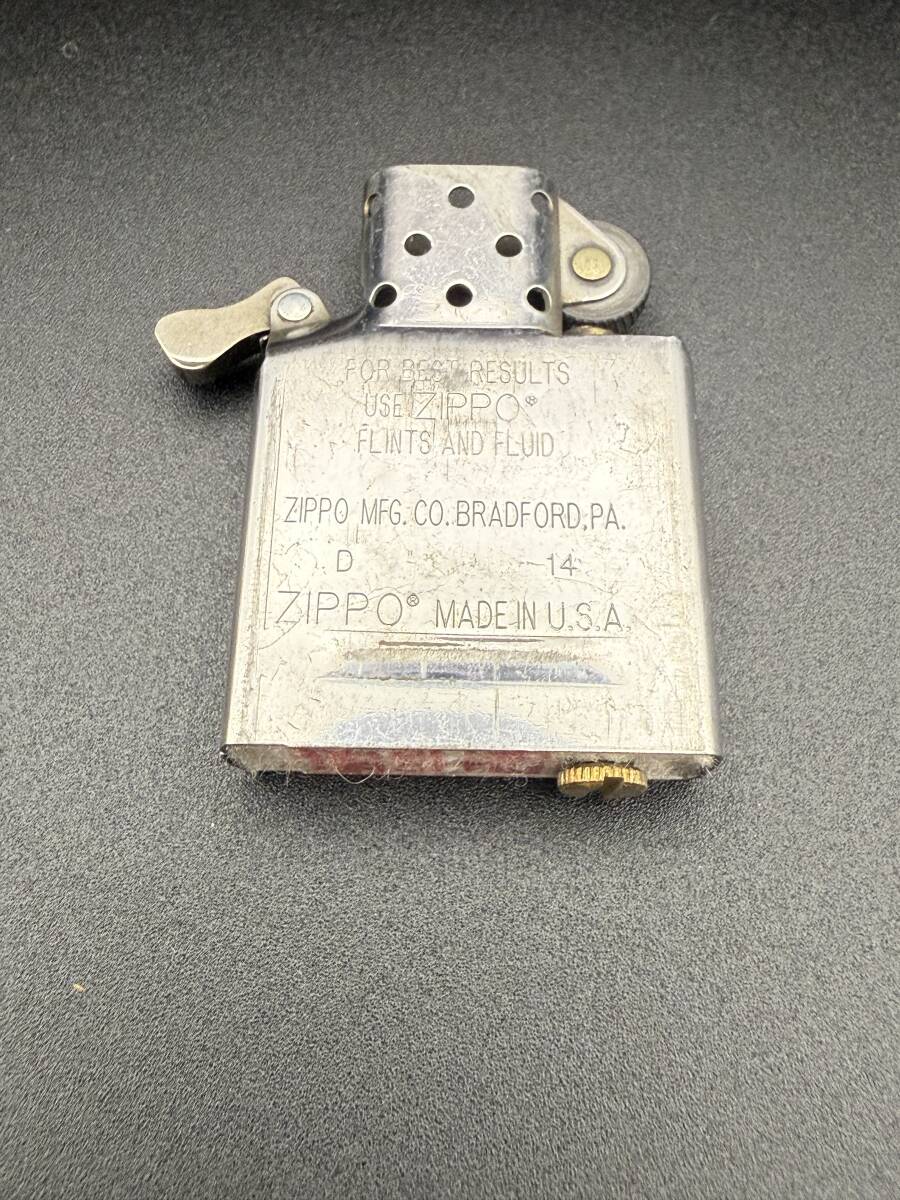 FOR BEST RESULTS
USE ZIPPO®
FLINTS AND FLUID
ZIPPO MFG. CO. BRADFORD, PA.
D 14
ZIPPO® MADE IN U.S.A.